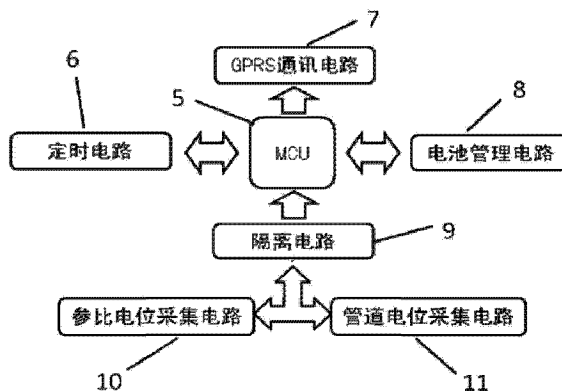 7
GPRS通讯电路
6
5
8
定时电路
MCU
电池管理电路
隔离电路
9
参比电位采集电路
管道电位采集电路
10
11